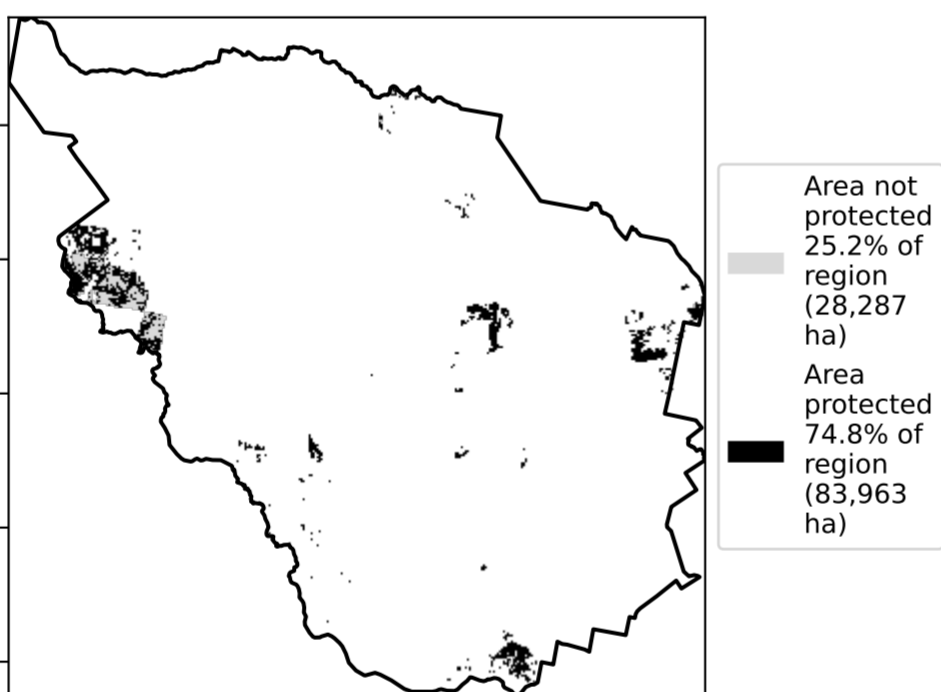 Area not
protected
25.2% of
region
(28,287
ha)
Area
protected
74.8% of
region
(83,963
ha)